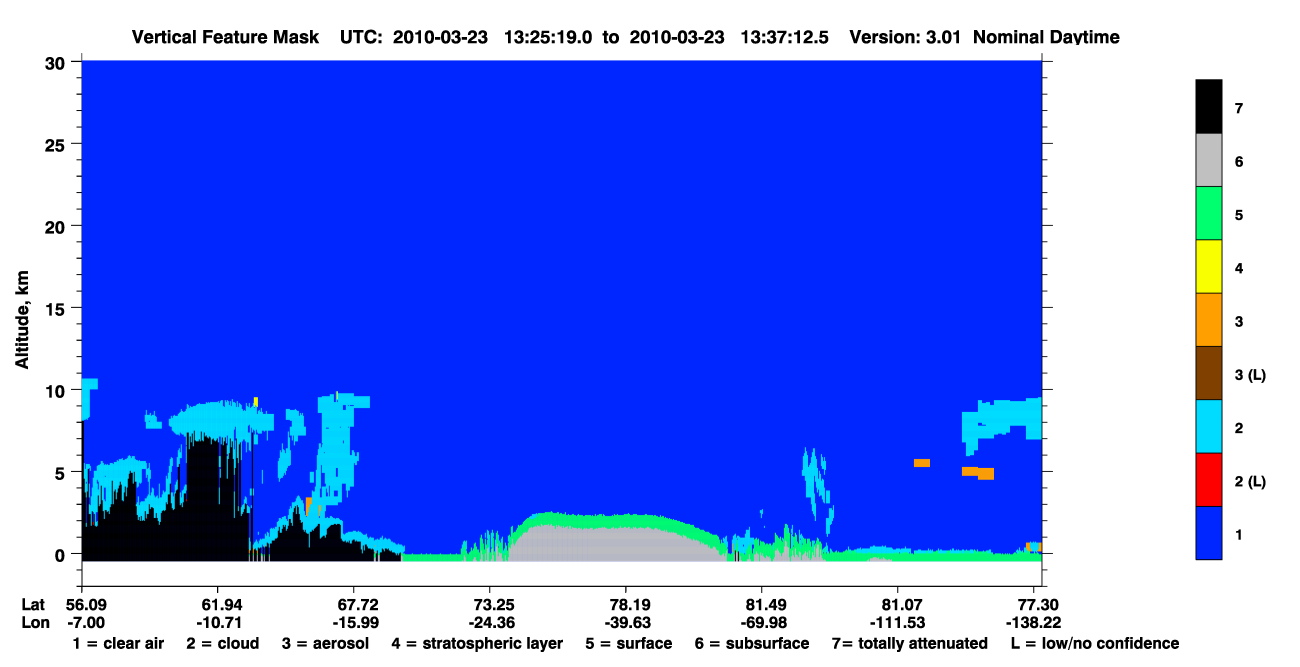 Vertical Feature Mask UTC: 2010-03-23 13:25:19.0 to 2010-03-23 13:37:12.5 Version: 3.01 Nominal Daytime
30
25
20
15
10
5
0
Altitude, km
7
6
5
4
3
3 (L)
2
2 (L)
1
Lat 56.09 61.94 67.72 73.25 78.19 81.49 81.07 77.30
Lon -7.00 -10.71 -15.99 -24.36 -39.63 -69.98 -111.53 -138.22
1 = clear air 2 = cloud 3 = aerosol 4 = stratospheric layer 5 = surface 6 = subsurface 7= totally attenuated L = low/no confidence